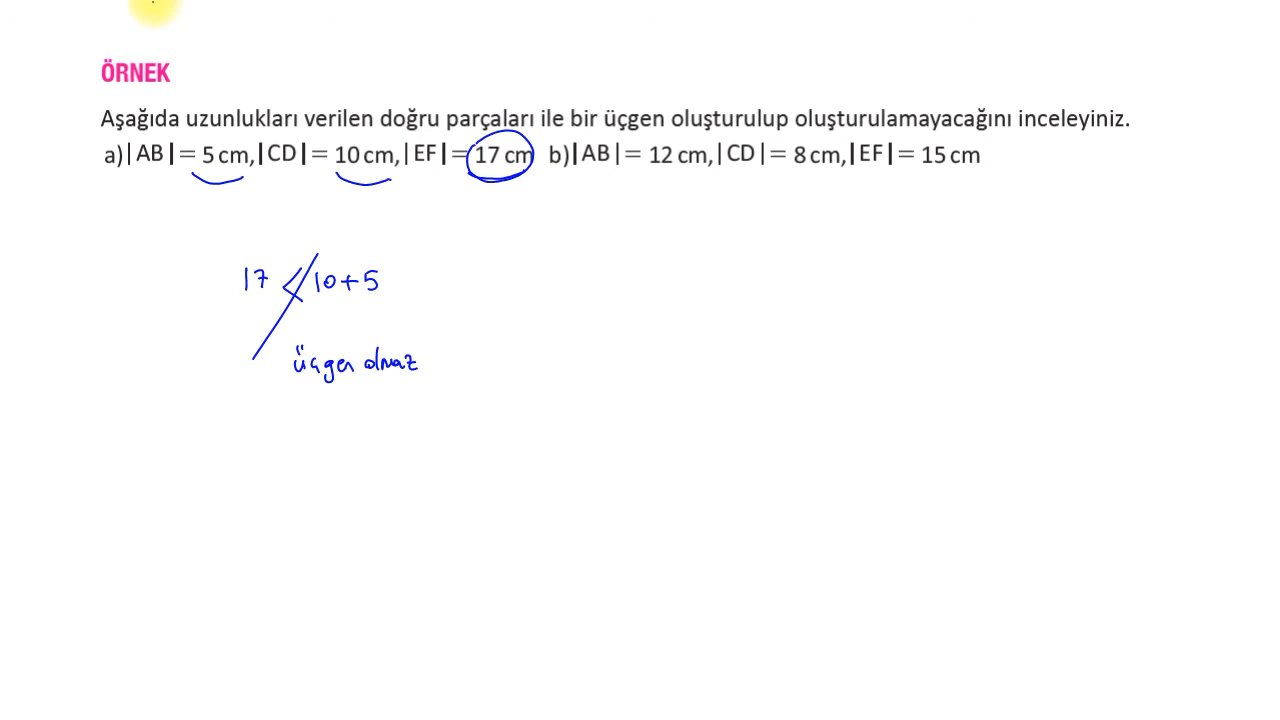 ÖRNEK
Aşağıda uzunlukları verilen doğru parçaları ile bir üçgen oluşturulup oluşturulamayacağını inceleyiniz.
a)|AB|= 5 cm,|CD|= 10 cm,|EF|= 17 cm b)|AB|= 12 cm,|CD|= 8 cm,|EF|= 15 cm
17 < 10+5
üçgen olmaz